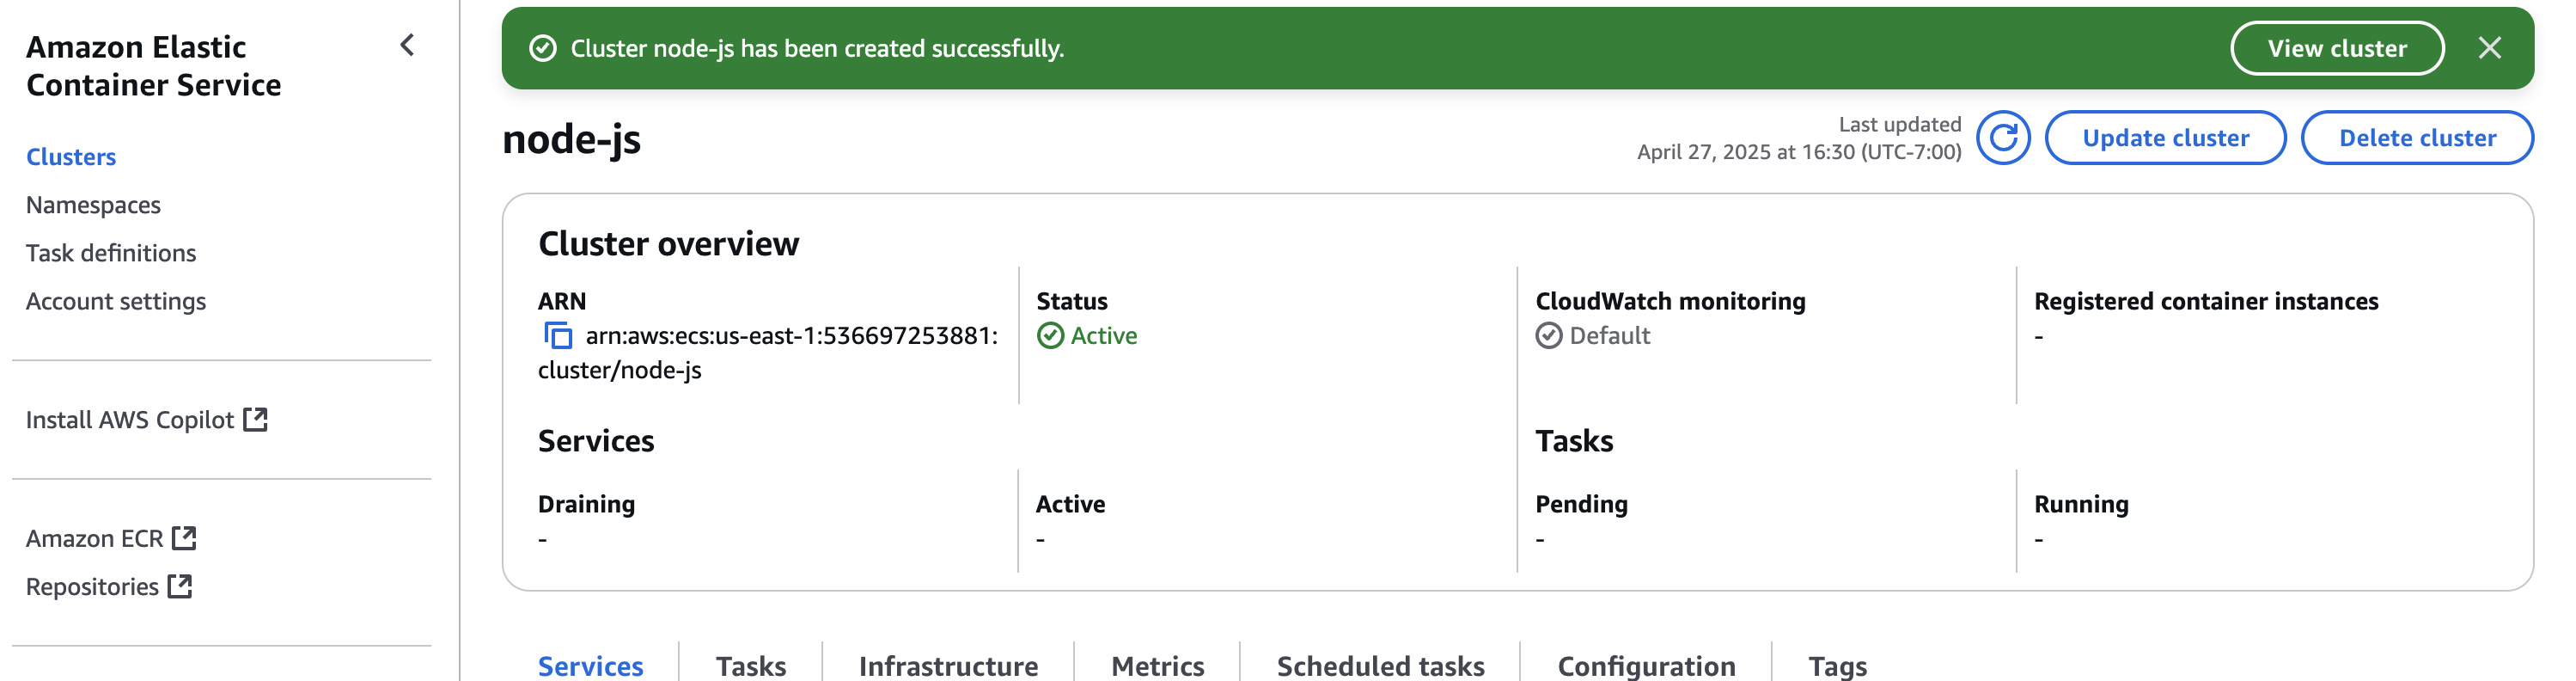 Amazon Elastic
Container Service
Clusters
Namespaces
Task definitions
Account settings
Install AWS Copilot
Amazon ECR
Repositories
Cluster node-js has been created successfully.
View cluster
node-js
Last updated
April 27, 2025 at 16:30 (UTC-7:00)
Update cluster
Delete cluster
Cluster overview
ARN
arn:aws:ecs:us-east-1:536697253881:
cluster/node-js
Status
Active
CloudWatch monitoring
Default
Registered container instances
-
Services
Draining
-
Active
-
Tasks
Pending
-
Running
-
Services
Tasks
Infrastructure
Metrics
Scheduled tasks
Configuration
Tags